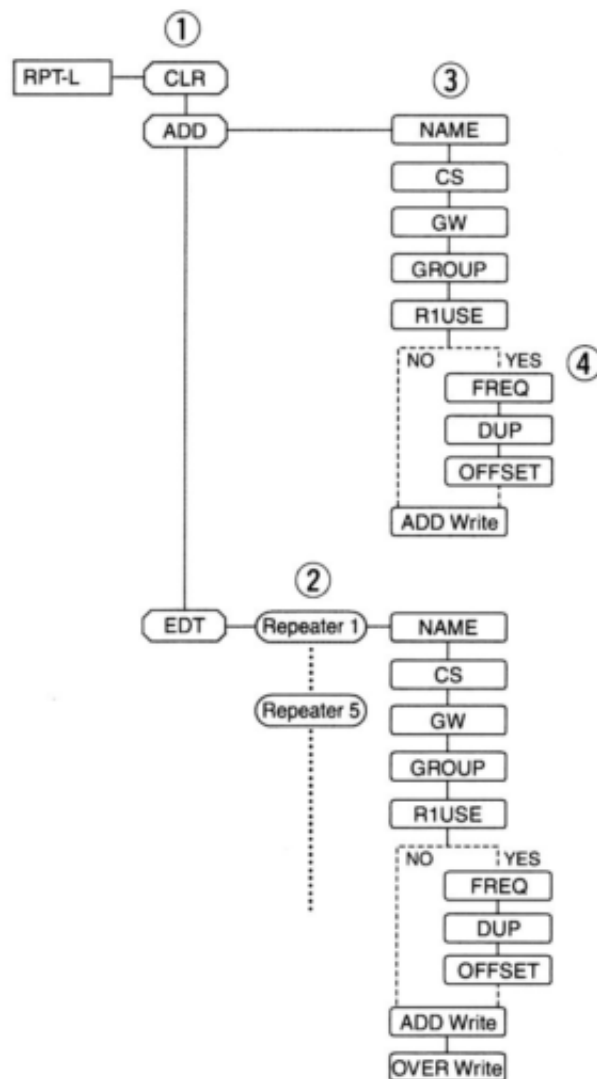 ①
RPT-L CLR
③
ADD NAME
CS
GW
GROUP
R1USE
NO YES ④
FREQ
DUP
OFFSET
ADD Write
②
EDT Repeater 1 NAME
CS
Repeater 5
GW
GROUP
R1USE
NO YES
FREQ
DUP
OFFSET
ADD Write
OVER Write